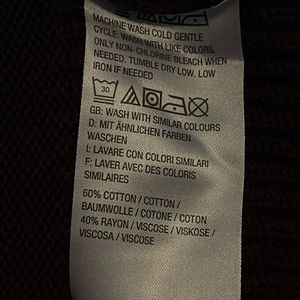 MACHINE WASH COLD GENTLE
CYCLE. WASH WITH LIKE COLORS.
ONLY NON-CHLORINE BLEACH WHEN
NEEDED. TUMBLE DRY LOW. LOW
IRON IF NEEDED
30
GB: WASH WITH SIMILAR COLOURS
D: MIT ÄHNLICHEN FARBEN
WASCHEN
I: LAVARE CON COLORI SIMILARI
F: LAVER AVEC DES COLORIS
SIMILAIRES
60% COTTON / COTTON /
BAUMWOLLE / COTONE / COTON
40% RAYON / VISCOSE / VISKOSE /
VISCOSA / VISCOSE